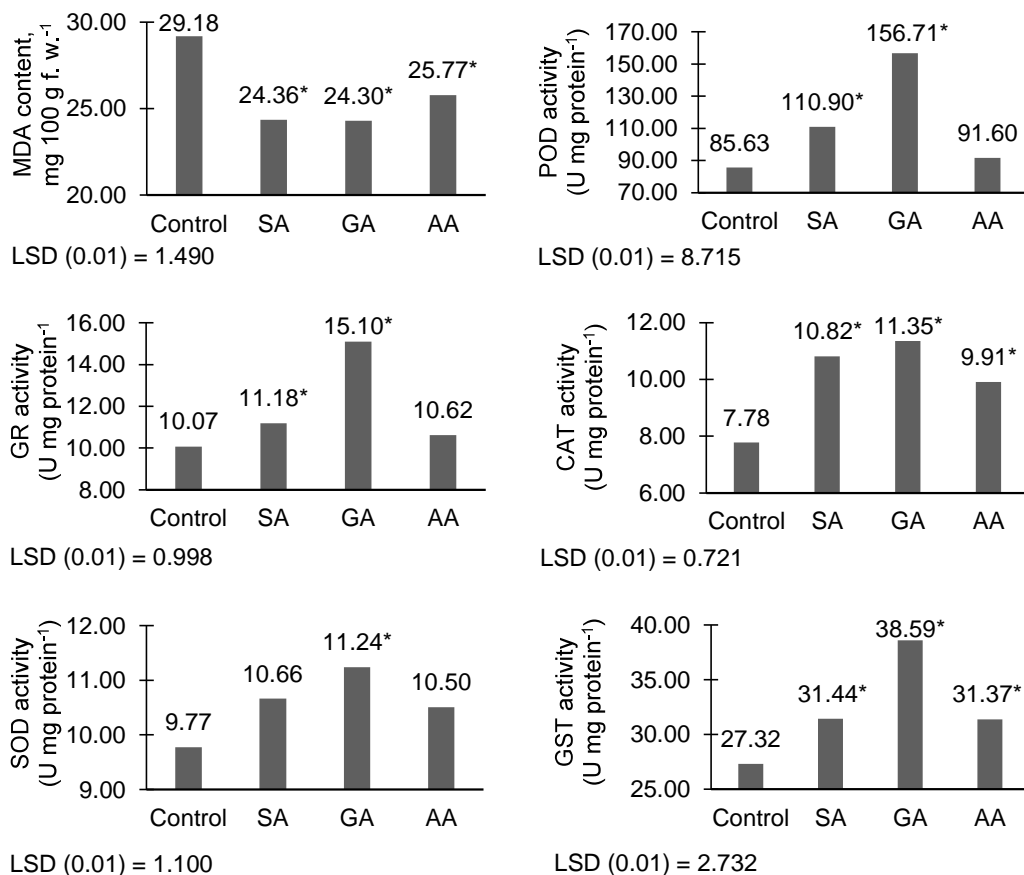 MDA content,
mg 100 g f. w.⁻¹
30.00
25.00
20.00
29.18
24.36*
24.30*
25.77*
Control SA GA AA
LSD (0.01) = 1.490
POD activity
(U mg protein⁻¹)
170.00
150.00
130.00
110.00
90.00
70.00
85.63
110.90*
156.71*
91.60
Control SA GA AA
LSD (0.01) = 8.715
GR activity
(U mg protein⁻¹
16.00
14.00
12.00
10.00
8.00
10.07
11.18*
15.10*
10.62
Control SA GA AA
LSD (0.01) = 0.998
CAT activity
(U mg protein⁻¹)
12.00
10.00
8.00
6.00
7.78
10.82*
11.35*
9.91*
Control SA GA AA
LSD (0.01) = 0.721
SOD activity
(U mg protein⁻¹)
12.00
11.00
10.00
9.00
9.77
10.66
11.24*
10.50
Control SA GA AA
LSD (0.01) = 1.100
GST activity
(U mg protein⁻¹)
40.00
35.00
30.00
25.00
27.32
31.44*
38.59*
31.37*
Control SA GA AA
LSD (0.01) = 2.732